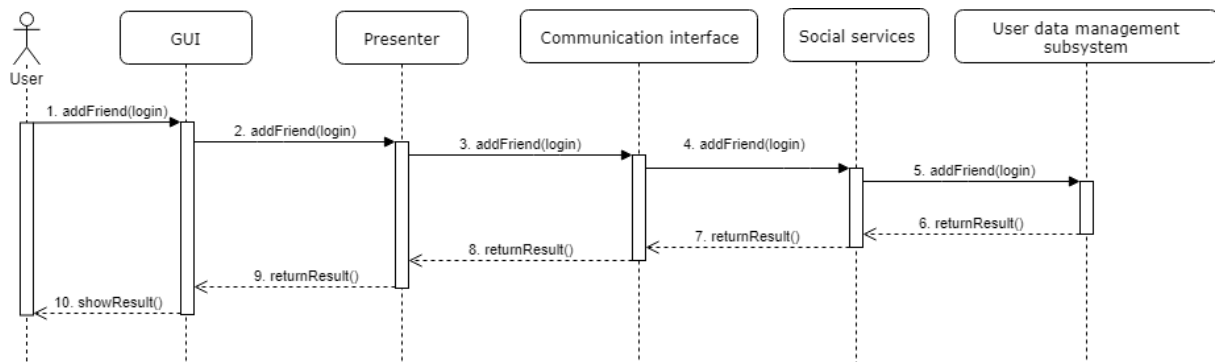 GUI
Presenter
Communication interface
Social services
User data management
subsystem
User
1. addFriend(login)
2. addFriend(login)
3. addFriend(login)
4. addFriend(login)
5. addFriend(login)
6. returnResult()
7. returnResult()
8. returnResult()
9. returnResult()
10. showResult()